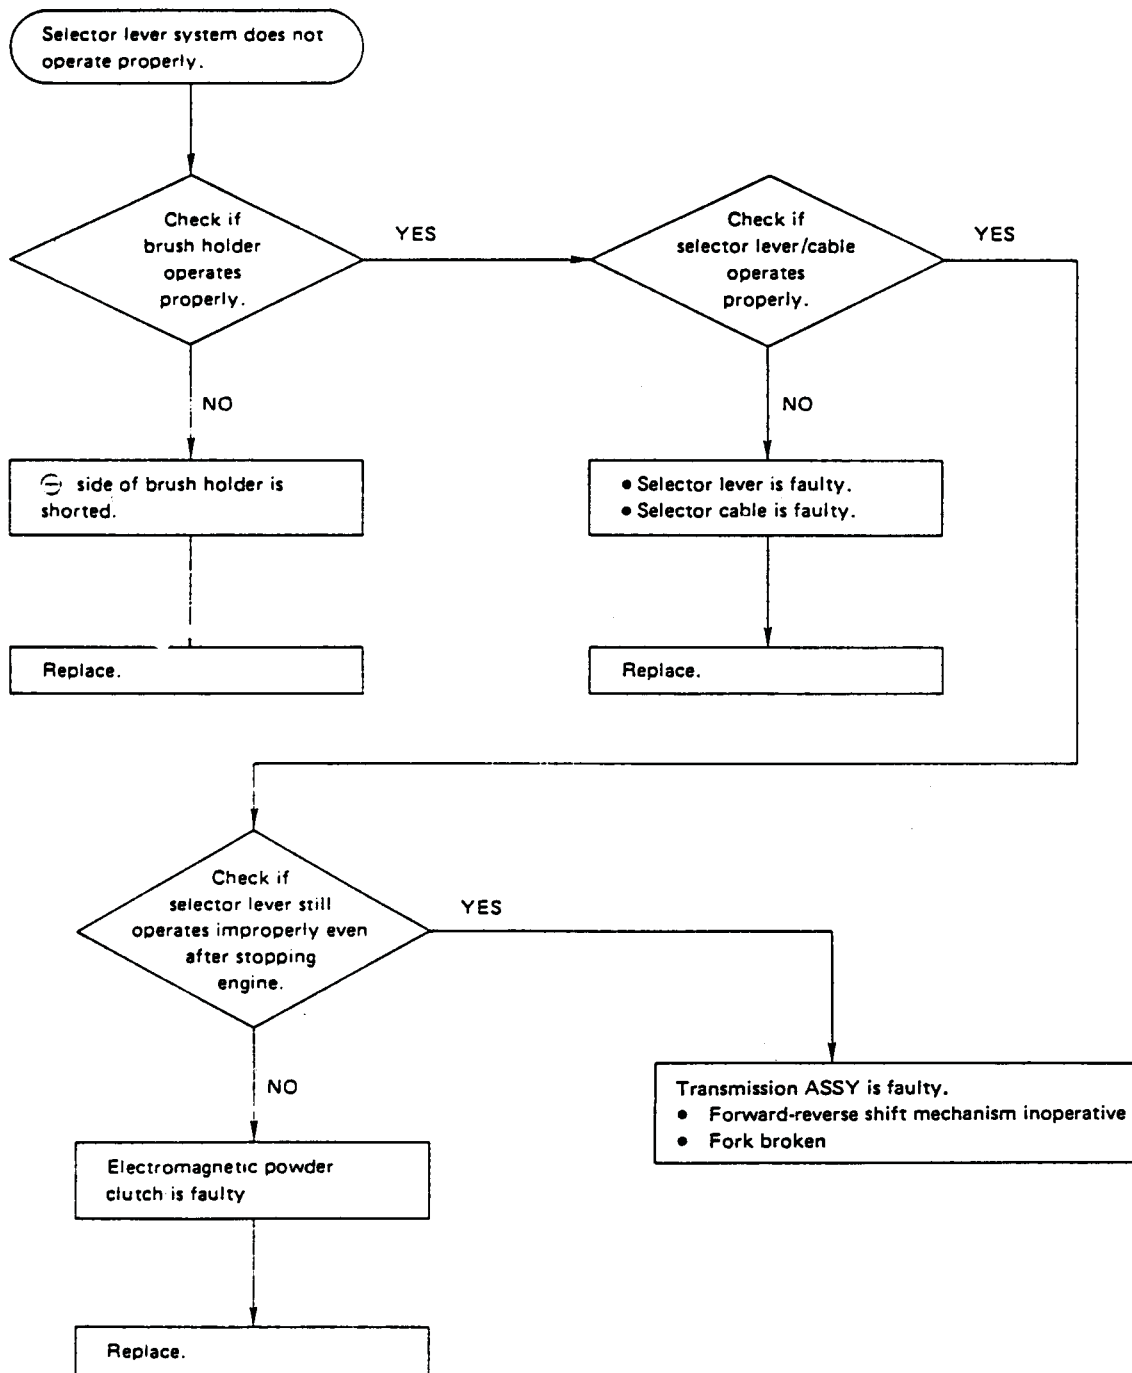 Selector lever system does not
operate properly.
Check if
brush holder
operates
properly.
YES
Check if
selector lever/cable
operates
properly.
YES
NO
NO
⊖ side of brush holder is
shorted.
• Selector lever is faulty.
• Selector cable is faulty.
Replace.
Replace.
Check if
selector lever still
operates improperly even
after stopping
engine.
YES
NO
Transmission ASSY is faulty.
• Forward-reverse shift mechanism inoperative
• Fork broken
Electromagnetic powder
clutch is faulty
Replace.